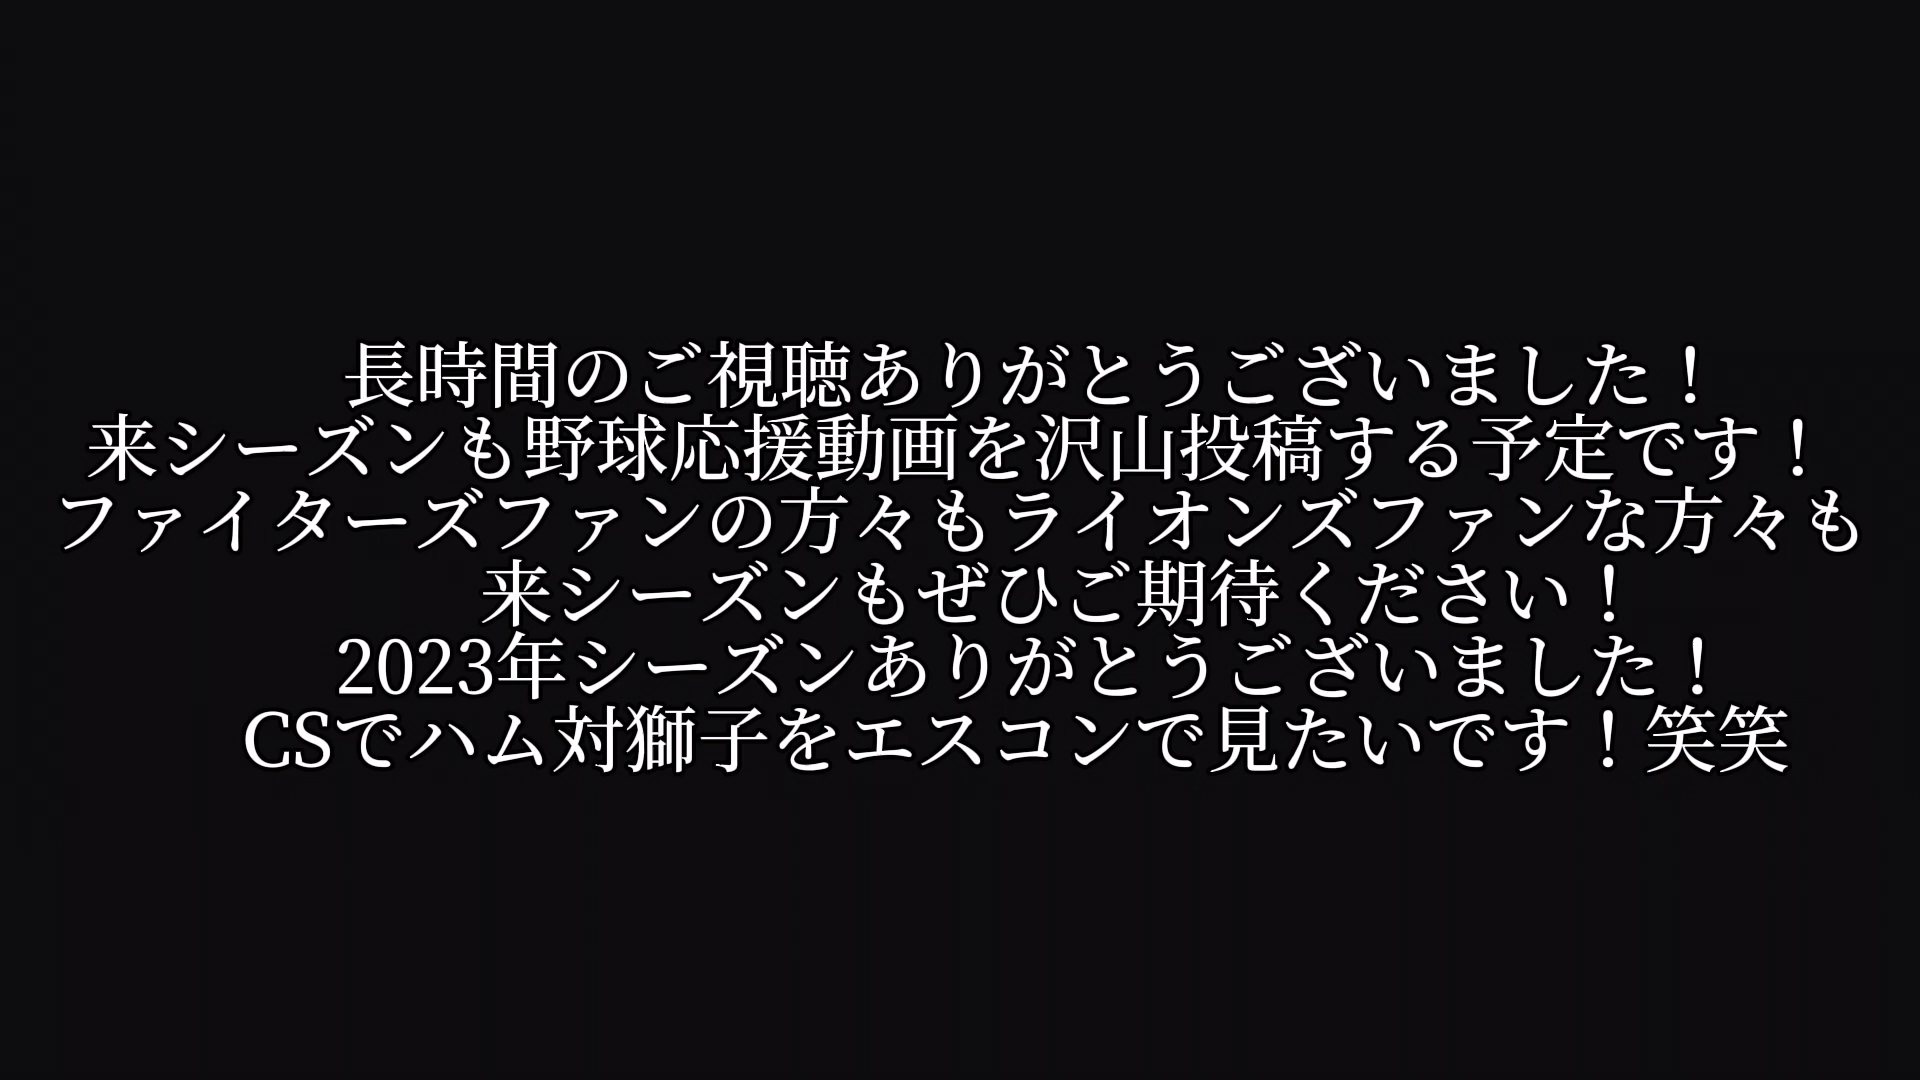 長時間のご視聴ありがとうございました！
来シーズンも野球応援動画を沢山投稿する予定です！
ファイターズファンの方々もライオンズファンな方々も
来シーズンもぜひご期待ください！
2023年シーズンありがとうございました！
CSでハム対獅子をエスコンで見たいです！笑笑